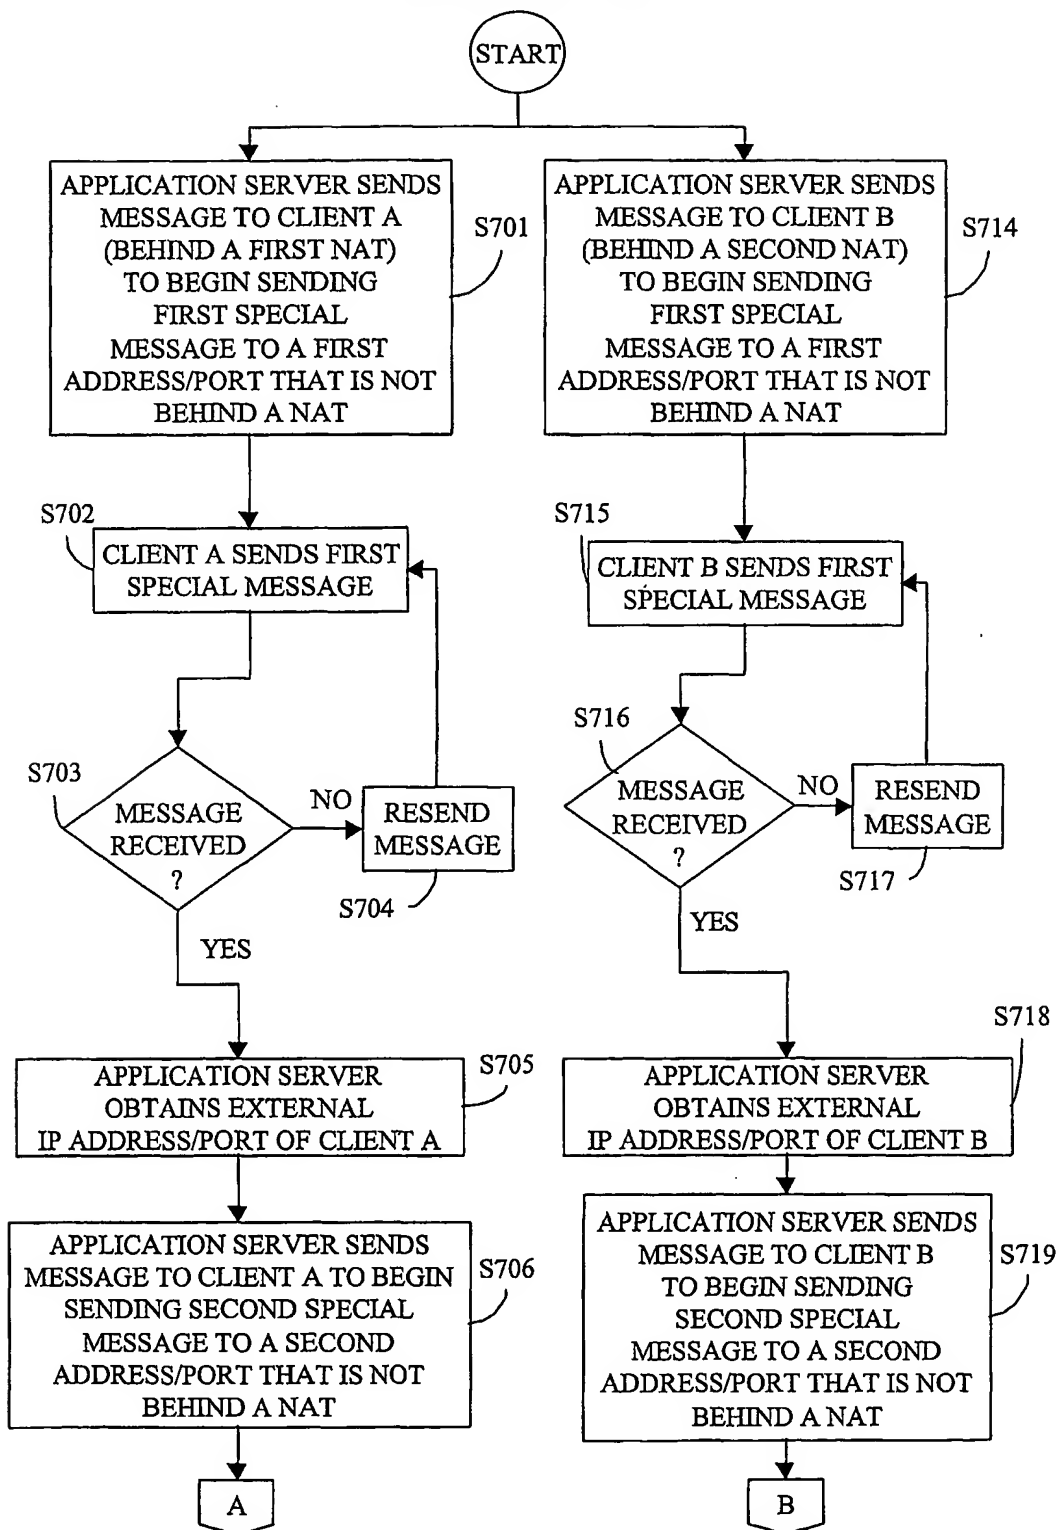 START
APPLICATION SERVER SENDS
MESSAGE TO CLIENT A
(BEHIND A FIRST NAT)
TO BEGIN SENDING
FIRST SPECIAL
MESSAGE TO A FIRST
ADDRESS/PORT THAT IS NOT
BEHIND A NAT
S701
APPLICATION SERVER SENDS
MESSAGE TO CLIENT B
(BEHIND A SECOND NAT)
TO BEGIN SENDING
FIRST SPECIAL
MESSAGE TO A FIRST
ADDRESS/PORT THAT IS NOT
BEHIND A NAT
S714
S702
CLIENT A SENDS FIRST
SPECIAL MESSAGE
S715
CLIENT B SENDS FIRST
SPECIAL MESSAGE
S703
MESSAGE
RECEIVED
?
NO
RESEND
MESSAGE
S704
YES
S716
MESSAGE
RECEIVED
?
NO
RESEND
MESSAGE
S717
YES
S705
APPLICATION SERVER
OBTAINS EXTERNAL
IP ADDRESS/PORT OF CLIENT A
S718
APPLICATION SERVER
OBTAINS EXTERNAL
IP ADDRESS/PORT OF CLIENT B
APPLICATION SERVER SENDS
MESSAGE TO CLIENT A TO BEGIN
SENDING SECOND SPECIAL
MESSAGE TO A SECOND
ADDRESS/PORT THAT IS NOT
BEHIND A NAT
S706
APPLICATION SERVER SENDS
MESSAGE TO CLIENT B
TO BEGIN SENDING
SECOND SPECIAL
MESSAGE TO A SECOND
ADDRESS/PORT THAT IS NOT
BEHIND A NAT
S719
A
B